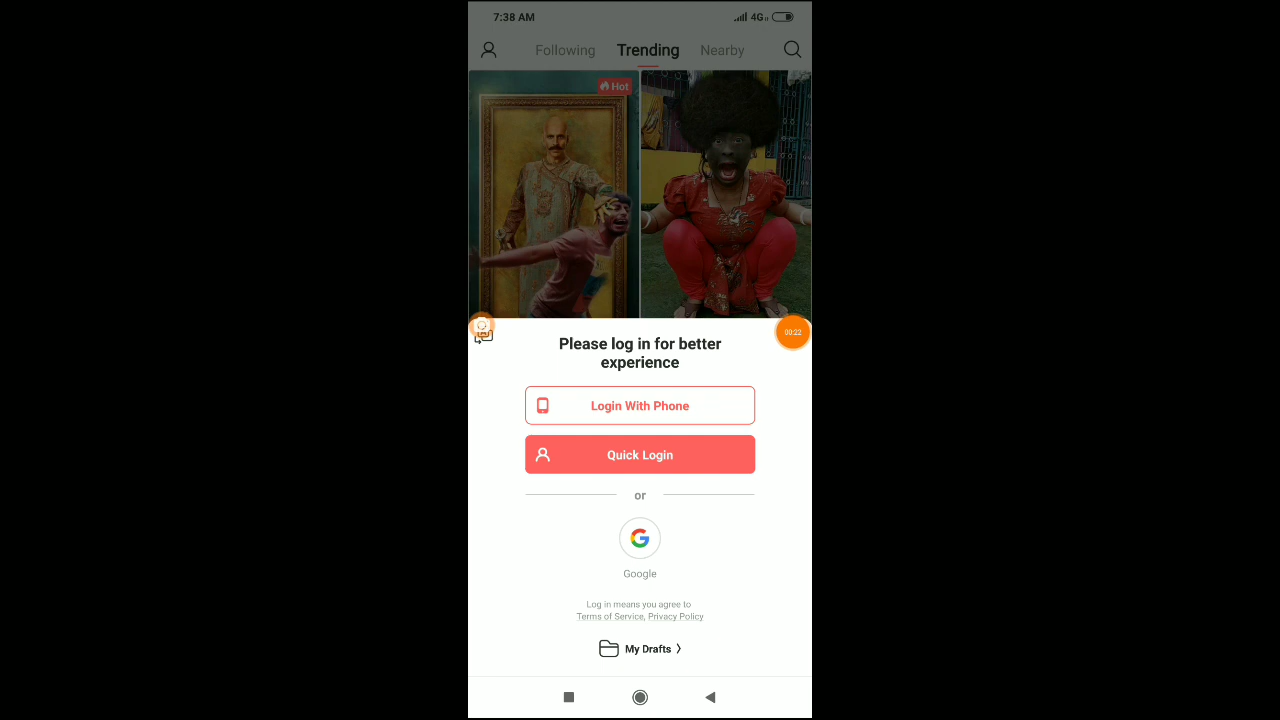 7:38 AM
4G
Following Trending Nearby
Hot
00:22
Please log in for better
experience
Login With Phone
Quick Login
or
Google
Log in means you agree to
Terms of Service, Privacy Policy
My Drafts